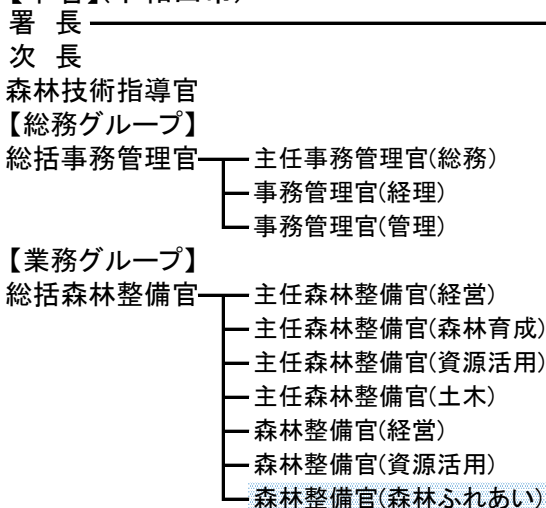 署 長
次 長
森林技術指導官
【総務グループ】
総括事務管理官 主任事務管理官(総務)
事務管理官(経理)
事務管理官(管理)
【業務グループ】
総括森林整備官 主任森林整備官(経営)
主任森林整備官(森林育成)
主任森林整備官(資源活用)
主任森林整備官(土木)
森林整備官(経営)
森林整備官(資源活用)
森林整備官(森林ふれあい)